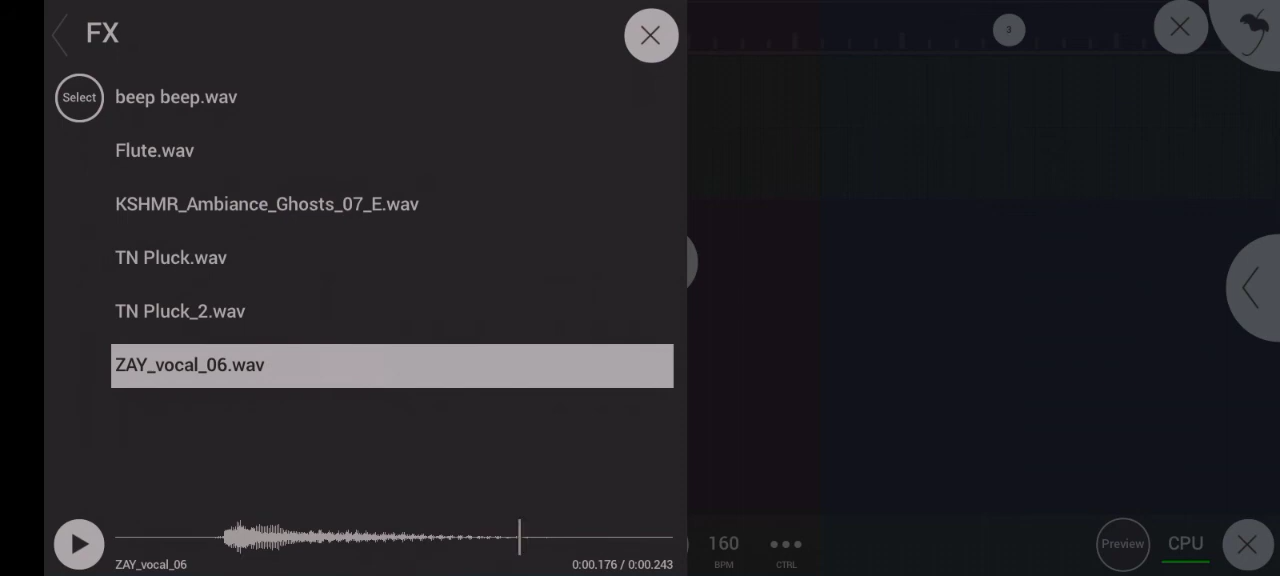 FX
Select
beep beep.wav
Flute.wav
KSHMR_Ambiance_Ghosts_07_E.wav
TN Pluck.wav
TN Pluck_2.wav
ZAY_vocal_06.wav
ZAY_vocal_06
0:00.176 / 0:00.243
3
160
BPM
CTRL
Preview
CPU